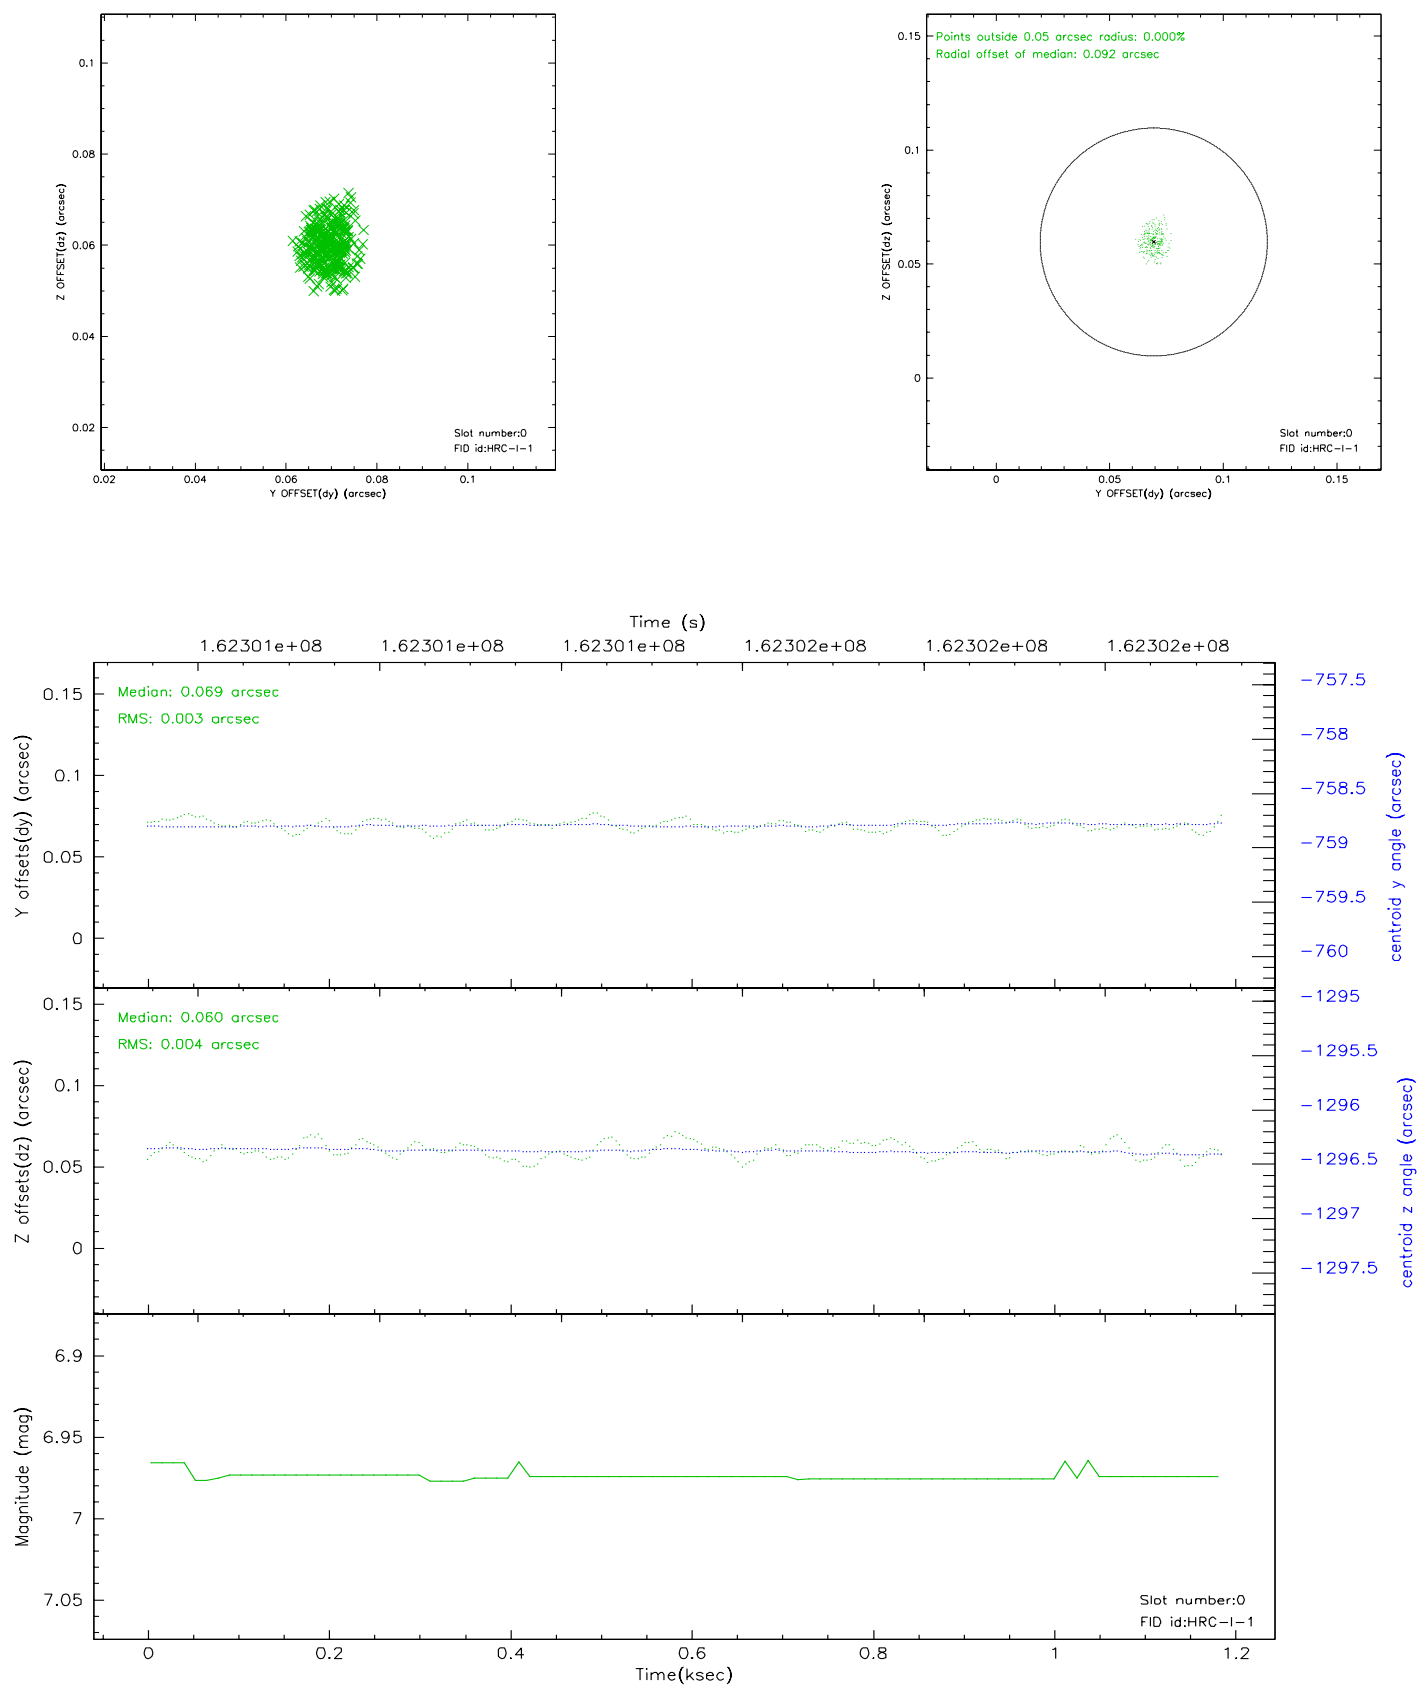 0.1
0.08
0.06
0.04
0.02
Z OFFSET(dz) (arcsec)
Slot number:0
FID id:HRC-I-1
0.02 0.04 0.06 0.08 0.1
Y OFFSET(dy) (arcsec)
Points outside 0.05 arcsec radius: 0.000%
Radial offset of median: 0.092 arcsec
0.15
0.1
0.05
0
Z OFFSET(dz) (arcsec)
Slot number:0
FID id:HRC-I-1
0 0.05 0.1 0.15
Y OFFSET(dy) (arcsec)
Time (s)
1.62301e+08 1.62301e+08 1.62301e+08 1.62302e+08 1.62302e+08 1.62302e+08
Median: 0.069 arcsec
RMS: 0.003 arcsec
0.15
0.1
0.05
0
Y offsets(dy) (arcsec)
-757.5
-758
-758.5
-759
-759.5
-760
centroid y angle (arcsec)
Median: 0.060 arcsec
RMS: 0.004 arcsec
0.15
0.1
0.05
0
Z offsets(dz) (arcsec)
-1295
-1295.5
-1296
-1296.5
-1297
-1297.5
centroid z angle (arcsec)
6.9
6.95
7
7.05
Magnitude (mag)
Slot number:0
FID id:HRC-I-1
0 0.2 0.4 0.6 0.8 1 1.2
Time(ksec)